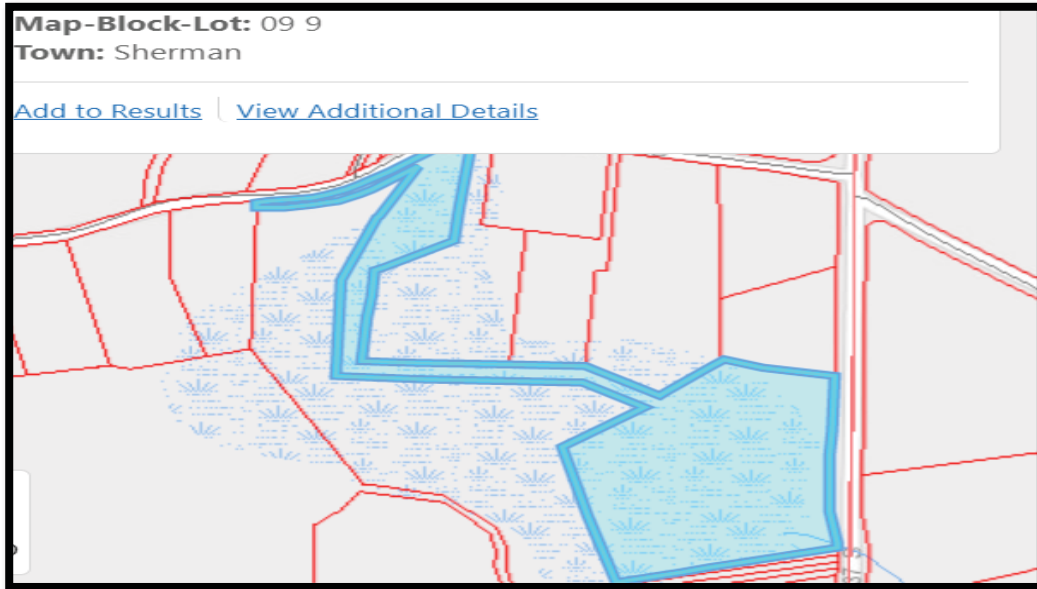 Map-Block-Lot: 09 9
Town: Sherman
Add to Results View Additional Details